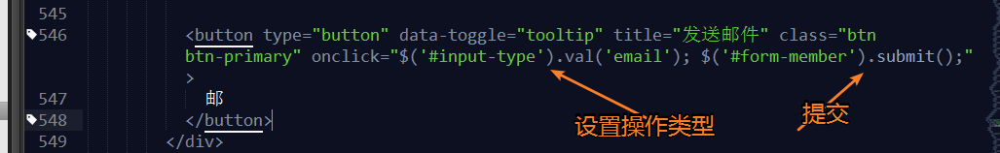 545
546 <button type="button" data-toggle="tooltip" title="发送邮件" class="btn
btn-primary" onclick="$('#input-type').val('email'); $('#form-member').submit();"
>
547 邮
设置操作类型 提交
548 </button>
549 </div>